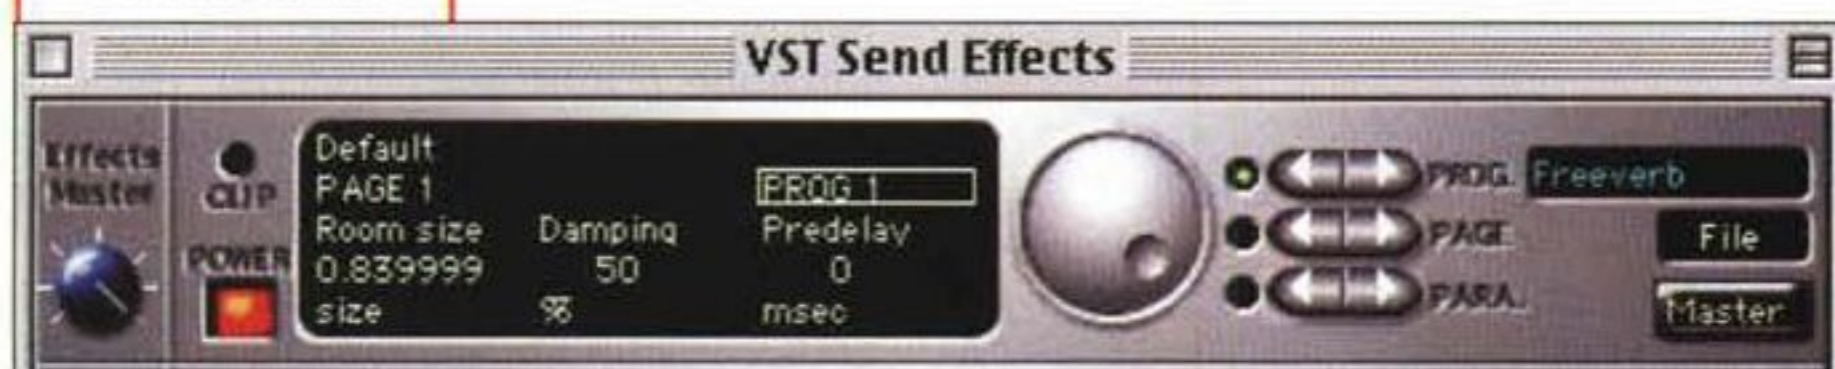 VST Send Effects
Effects
Master
CLIP
POWER
Default
PAGE 1
PROG 1
Room size Damping Predelay
0.839999 50 0
size % msec
PROG.
Freeverb
PAGE
File
PARA.
Master